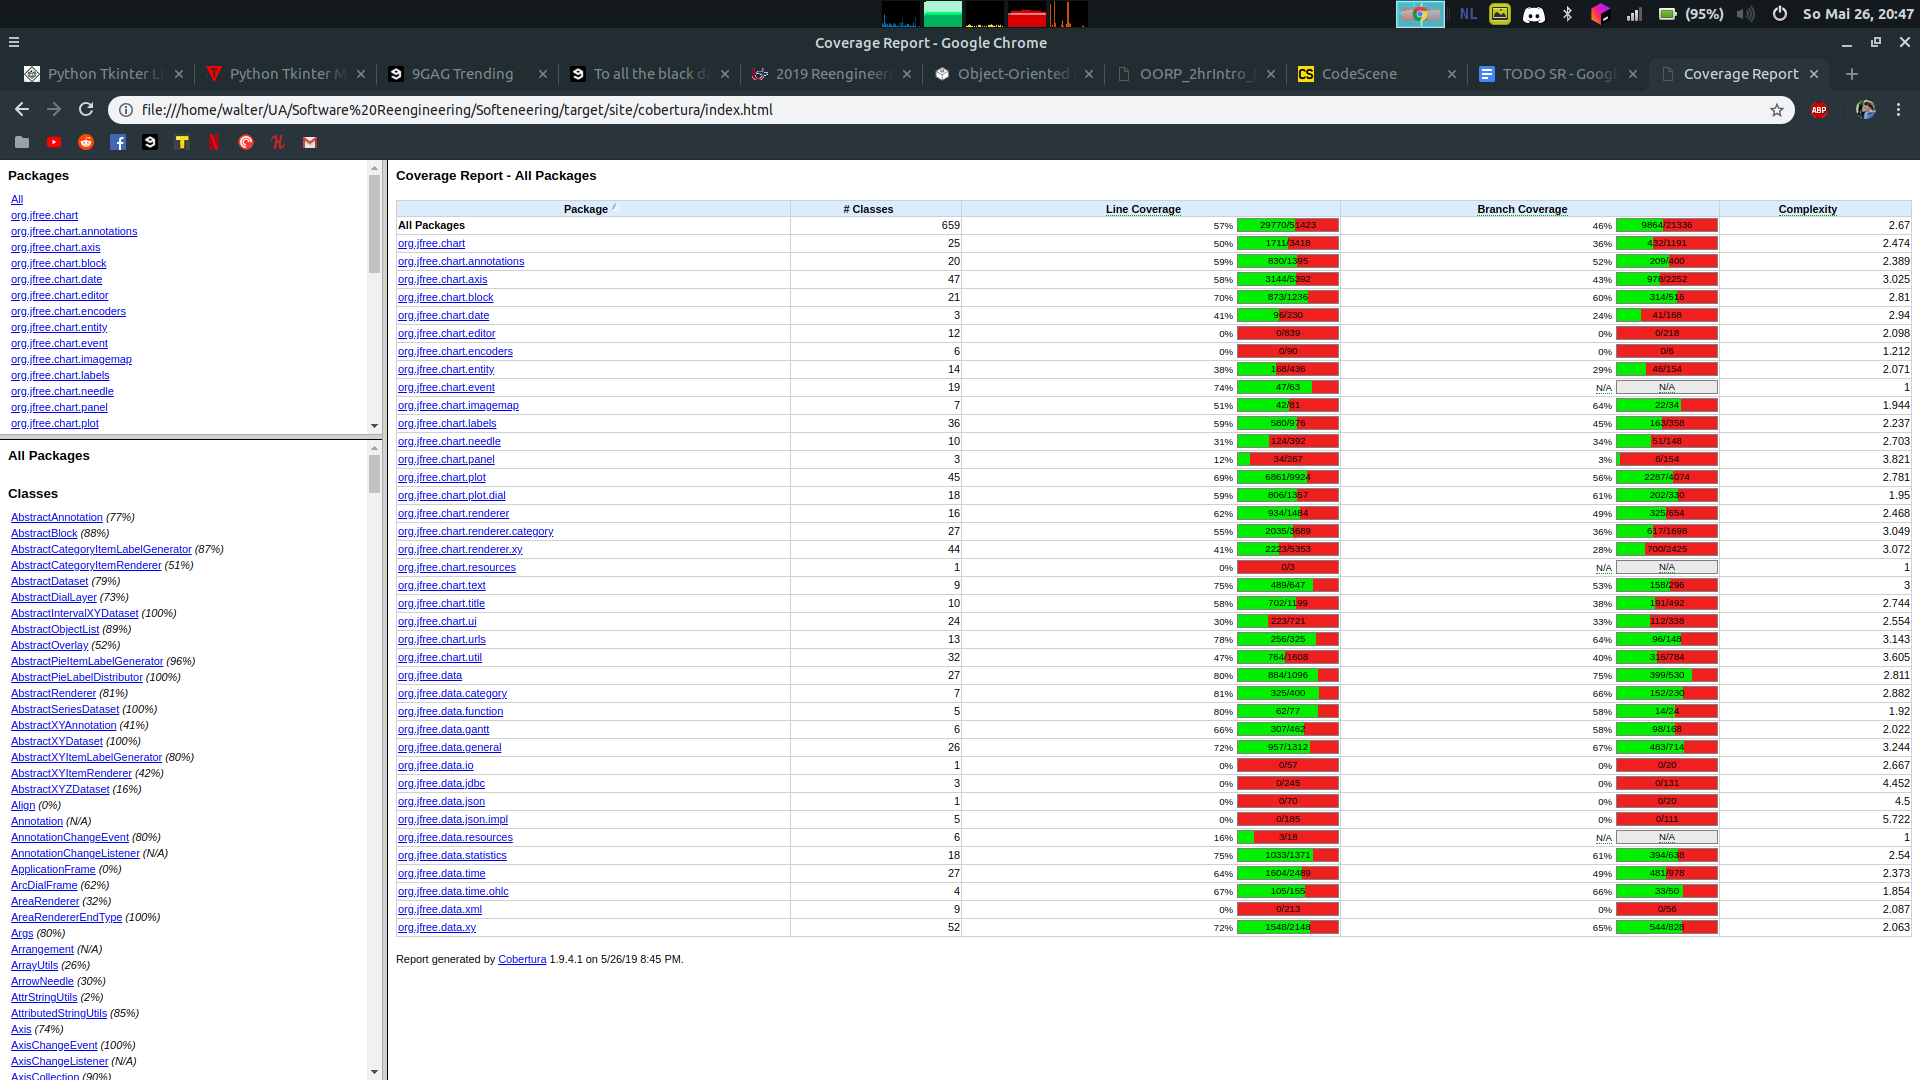 NL (95%) So Mai 26, 20:47
Coverage Report - Google Chrome
Python Tkinter Li
Python Tkinter M
9GAG Trending
To all the black da
2019 Reengineeri
Object-Oriented
OORP_2hrIntro_
CodeScene
TODO SR - Googl
Coverage Report
file:///home/walter/UA/Software%20Reengineering/Softeneering/target/site/cobertura/index.html
ABP
Packages
All
org.jfree.chart
org.jfree.chart.annotations
org.jfree.chart.axis
org.jfree.chart.block
org.jfree.chart.date
org.jfree.chart.editor
org.jfree.chart.encoders
org.jfree.chart.entity
org.jfree.chart.event
org.jfree.chart.imagemap
org.jfree.chart.labels
org.jfree.chart.needle
org.jfree.chart.panel
org.jfree.chart.plot
All Packages
Classes
AbstractAnnotation (77%)
AbstractBlock (88%)
AbstractCategoryItemLabelGenerator (87%)
AbstractCategoryItemRenderer (51%)
AbstractDataset (79%)
AbstractDialLayer (73%)
AbstractIntervalXYDataset (100%)
AbstractObjectList (89%)
AbstractOverlay (52%)
AbstractPieItemLabelGenerator (96%)
AbstractPieLabelDistributor (100%)
AbstractRenderer (81%)
AbstractSeriesDataset (100%)
AbstractXYAnnotation (41%)
AbstractXYDataset (100%)
AbstractXYItemLabelGenerator (80%)
AbstractXYItemRenderer (42%)
AbstractXYZDataset (16%)
Align (0%)
Annotation (N/A)
AnnotationChangeEvent (80%)
AnnotationChangeListener (N/A)
ApplicationFrame (0%)
ArcDialFrame (62%)
AreaRenderer (32%)
AreaRendererEndType (100%)
Args (80%)
Arrangement (N/A)
ArrayUtils (26%)
ArrowNeedle (30%)
AttrStringUtils (2%)
AttributedStringUtils (85%)
Axis (74%)
AxisChangeEvent (100%)
AxisChangeListener (N/A)
AxisCollection (90%)
Coverage Report - All Packages
Package # Classes Line Coverage Branch Coverage Complexity
All Packages 659 57% 29770/51423 46% 9864/21336 2.67
org.jfree.chart 25 50% 1711/3418 36% 432/1191 2.474
org.jfree.chart.annotations 20 59% 830/1395 52% 209/400 2.389
org.jfree.chart.axis 47 58% 3144/5392 43% 978/2252 3.025
org.jfree.chart.block 21 70% 873/1236 60% 314/516 2.81
org.jfree.chart.date 3 41% 96/230 24% 41/168 2.94
org.jfree.chart.editor 12 0% 0/839 0% 0/218 2.098
org.jfree.chart.encoders 6 0% 0/90 0% 0/6 1.212
org.jfree.chart.entity 14 38% 168/436 29% 46/154 2.071
org.jfree.chart.event 19 74% 47/63 N/A N/A 1
org.jfree.chart.imagemap 7 51% 42/81 64% 22/34 1.944
org.jfree.chart.labels 36 59% 580/976 45% 163/358 2.237
org.jfree.chart.needle 10 31% 124/392 34% 51/148 2.703
org.jfree.chart.panel 3 12% 34/267 3% 6/154 3.821
org.jfree.chart.plot 45 69% 6861/9924 56% 2287/4074 2.781
org.jfree.chart.plot.dial 18 59% 806/1357 61% 202/330 1.95
org.jfree.chart.renderer 16 62% 934/1484 49% 325/654 2.468
org.jfree.chart.renderer.category 27 55% 2035/3689 36% 617/1698 3.049
org.jfree.chart.renderer.xy 44 41% 2223/5363 28% 700/2425 3.072
org.jfree.chart.resources 1 0% 0/3 N/A N/A 1
org.jfree.chart.text 9 75% 489/647 53% 158/296 3
org.jfree.chart.title 10 58% 702/1199 38% 191/492 2.744
org.jfree.chart.ui 24 30% 223/721 33% 112/338 2.554
org.jfree.chart.urls 13 78% 256/325 64% 96/148 3.143
org.jfree.chart.util 32 47% 764/1608 40% 316/784 3.605
org.jfree.data 27 80% 884/1096 75% 399/530 2.811
org.jfree.data.category 7 81% 325/400 66% 152/230 2.882
org.jfree.data.function 5 80% 62/77 58% 14/24 1.92
org.jfree.data.gantt 6 66% 307/462 58% 98/168 2.022
org.jfree.data.general 26 72% 957/1312 67% 483/714 3.244
org.jfree.data.io 1 0% 0/57 0% 0/20 2.667
org.jfree.data.jdbc 3 0% 0/245 0% 0/131 4.452
org.jfree.data.json 1 0% 0/70 0% 0/20 4.5
org.jfree.data.json.impl 5 0% 0/185 0% 0/111 5.722
org.jfree.data.resources 6 16% 3/18 N/A N/A 1
org.jfree.data.statistics 18 75% 1033/1371 61% 394/638 2.54
org.jfree.data.time 27 64% 1604/2489 49% 481/978 2.373
org.jfree.data.time.ohlc 4 67% 105/155 66% 33/50 1.854
org.jfree.data.xml 9 0% 0/213 0% 0/56 2.087
org.jfree.data.xy 52 72% 1548/2148 65% 544/828 2.063
Report generated by Cobertura 1.9.4.1 on 5/26/19 8:45 PM.